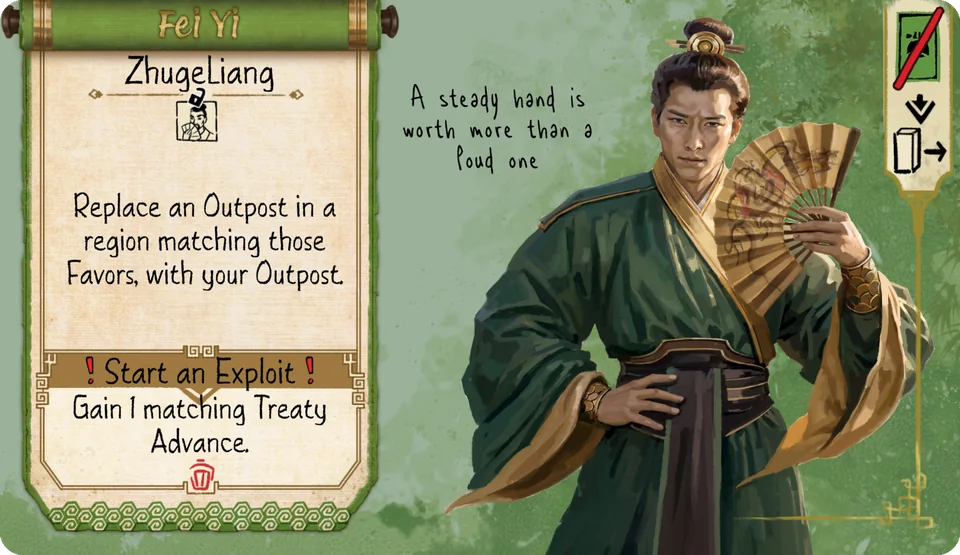 Fei Yi
ZhugeLiang
Replace an Outpost in a
region matching those
Favors, with your Outpost.
! Start an Exploit !
Gain 1 matching Treaty
Advance.
A steady hand is
worth more than a
loud one